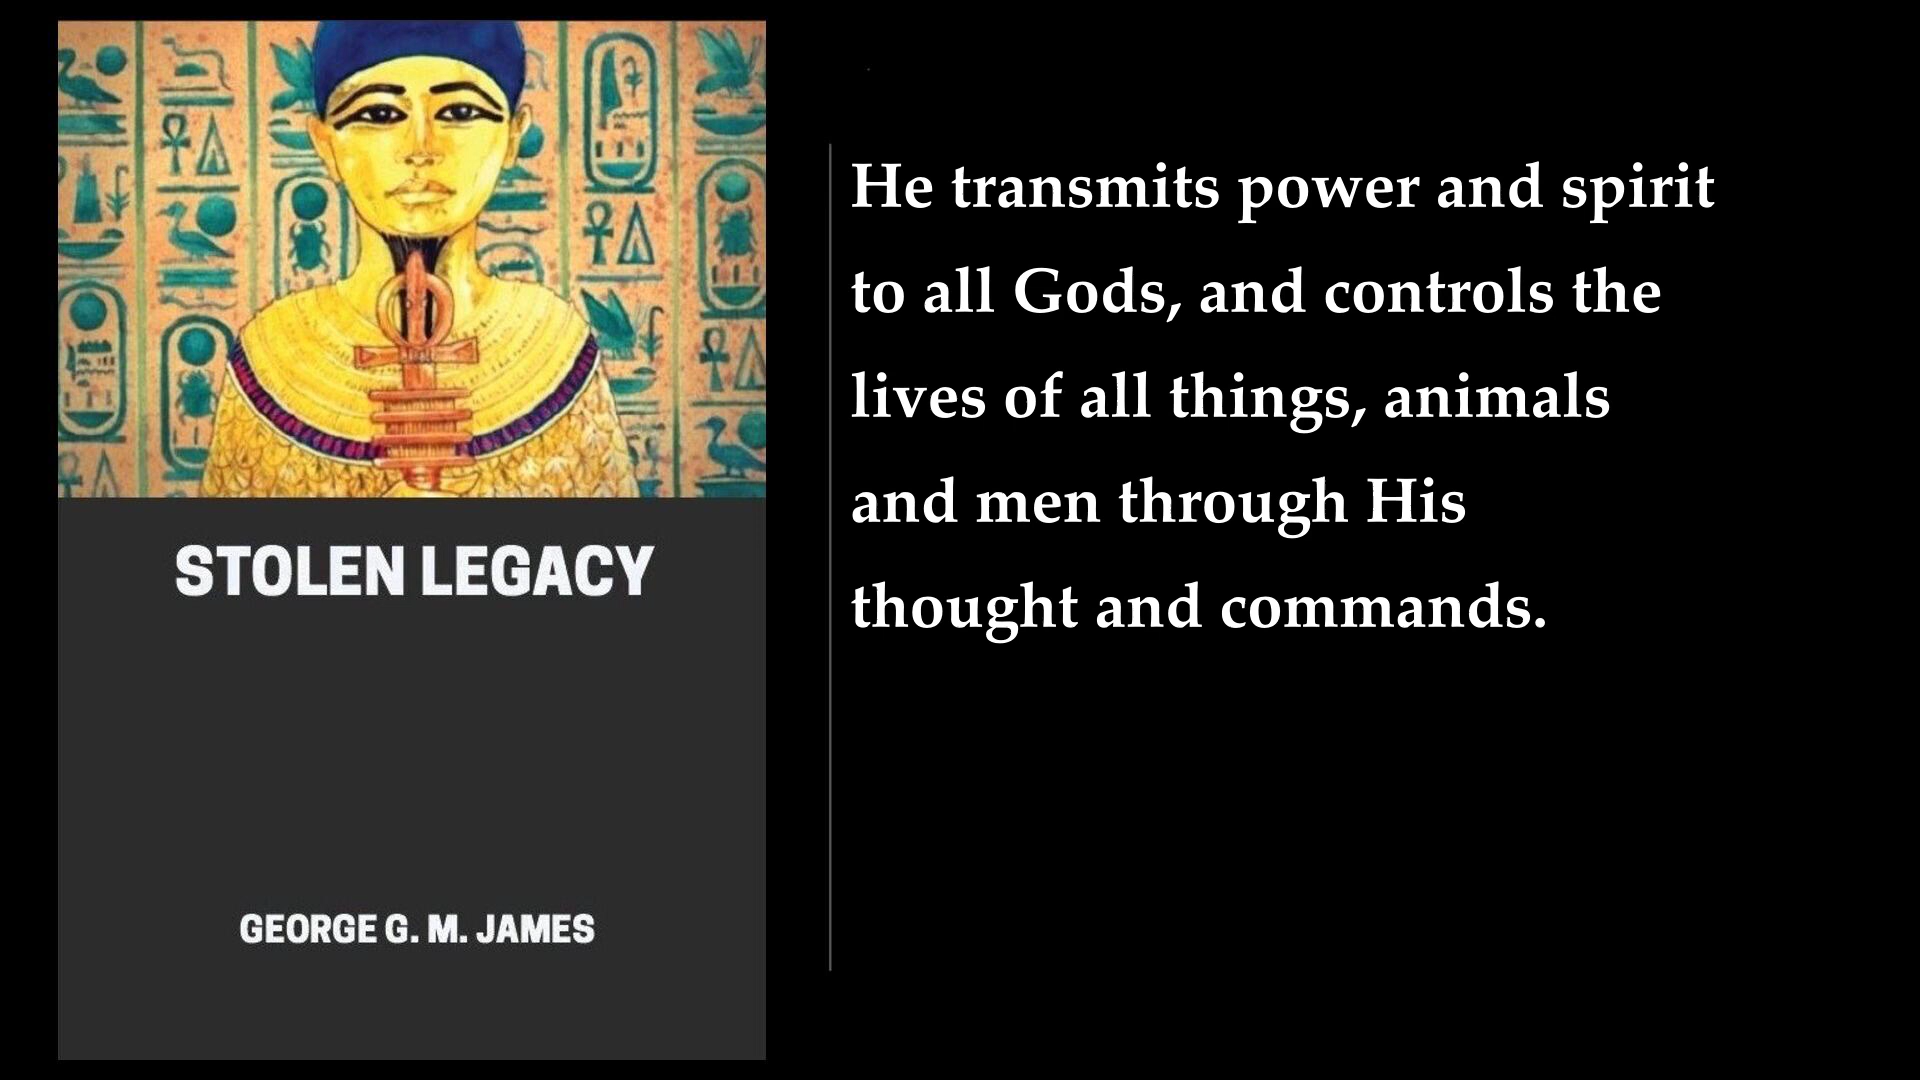 STOLEN LEGACY
GEORGE G. M. JAMES
He transmits power and spirit
to all Gods, and controls the
lives of all things, animals
and men through His
thought and commands.